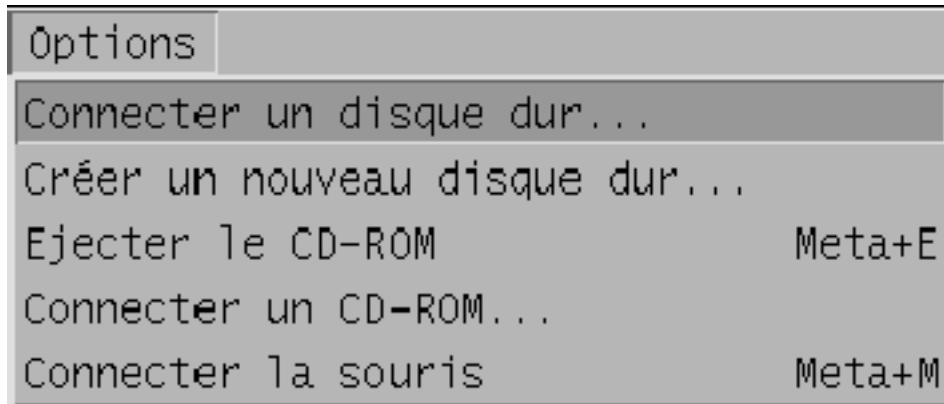 Options
Connecter un disque dur...
Créer un nouveau disque dur...
Ejecter le CD-ROM Meta+E
Connecter un CD-ROM...
Connecter la souris Meta+M